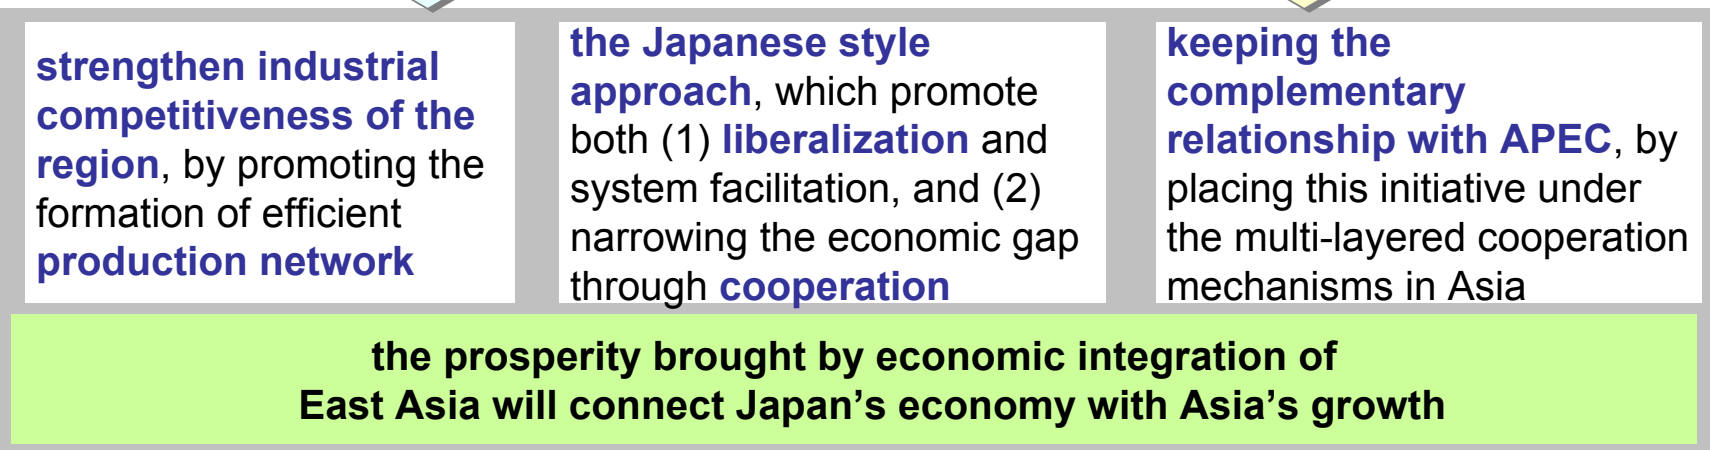 strengthen industrial
competitiveness of the
region, by promoting the
formation of efficient
production network
the Japanese style
approach, which promote
both (1) liberalization and
system facilitation, and (2)
narrowing the economic gap
through cooperation
keeping the
complementary
relationship with APEC, by
placing this initiative under
the multi-layered cooperation
mechanisms in Asia
the prosperity brought by economic integration of
East Asia will connect Japan’s economy with Asia’s growth